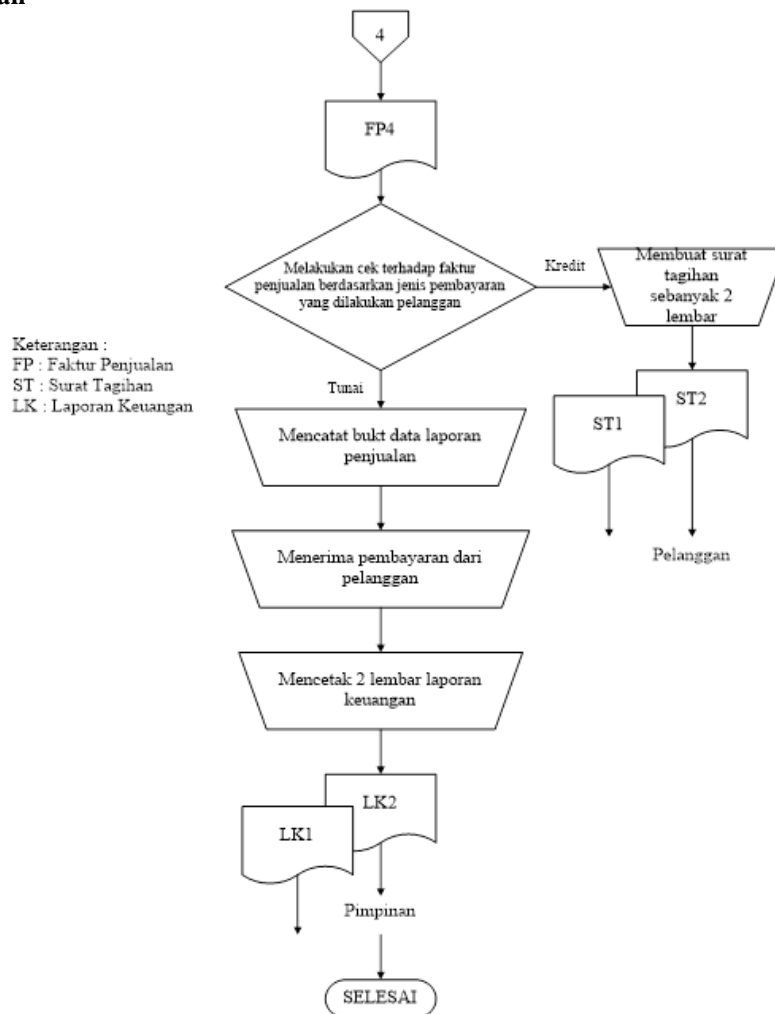 4
FP4
Melakukan cek terhadap faktur
penjualan berdasarkan jenis pembayaran
yang dilakukan pelanggan
Kredit
Membuat surat
tagihan
sebanyak 2
lembar
Keterangan :
FP : Faktur Penjualan
ST : Surat Tagihan
LK : Laporan Keuangan
Tunai
ST1
ST2
Mencatat bukt data laporan
penjualan
Pelanggan
Menerima pembayaran dari
pelanggan
Mencetak 2 lembar laporan
keuangan
LK1
LK2
Pimpinan
SELESAI